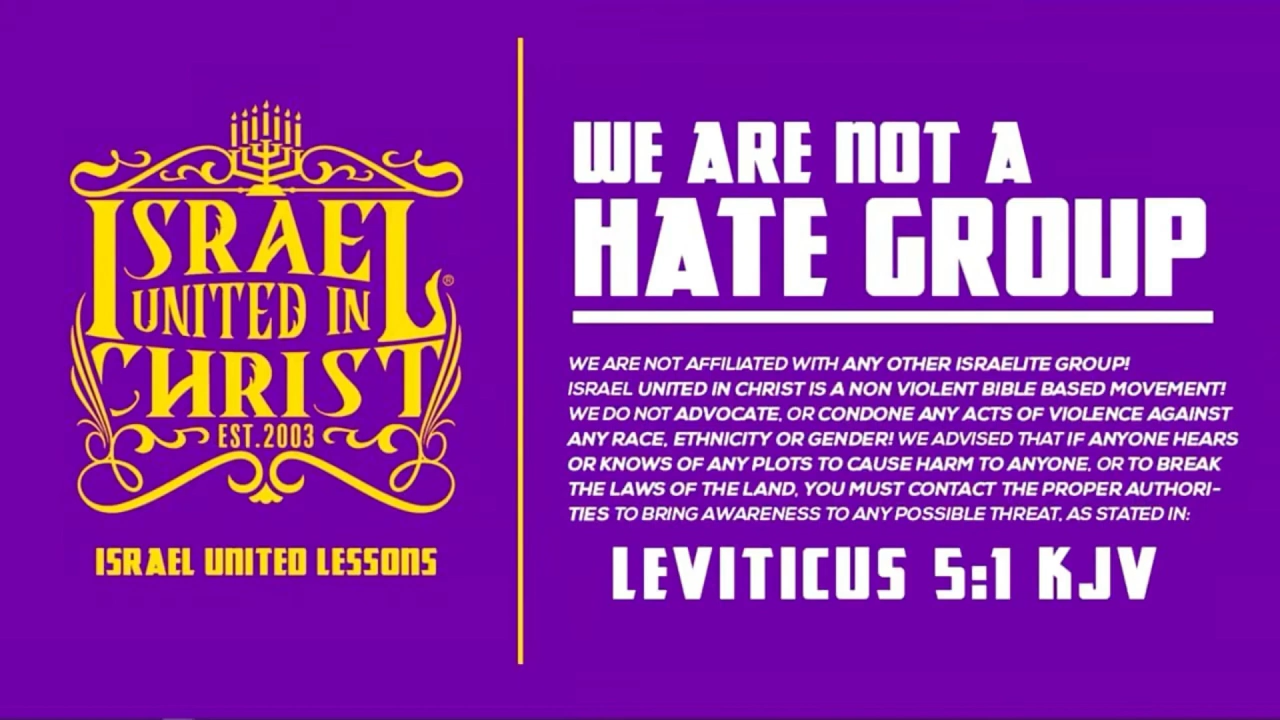 ISRAEL
UNITED IN
CHRIST
®
EST.2003
ISRAEL UNITED LESSONS
WE ARE NOT A
HATE GROUP
WE ARE NOT AFFILIATED WITH ANY OTHER ISRAELITE GROUP!
ISRAEL UNITED IN CHRIST IS A NON VIOLENT BIBLE BASED MOVEMENT!
WE DO NOT ADVOCATE, OR CONDONE ANY ACTS OF VIOLENCE AGAINST
ANY RACE, ETHNICITY OR GENDER! WE ADVISED THAT IF ANYONE HEARS
OR KNOWS OF ANY PLOTS TO CAUSE HARM TO ANYONE, OR TO BREAK
THE LAWS OF THE LAND, YOU MUST CONTACT THE PROPER AUTHORI-
TIES TO BRING AWARENESS TO ANY POSSIBLE THREAT, AS STATED IN:
LEVITICUS 5:1 KJV